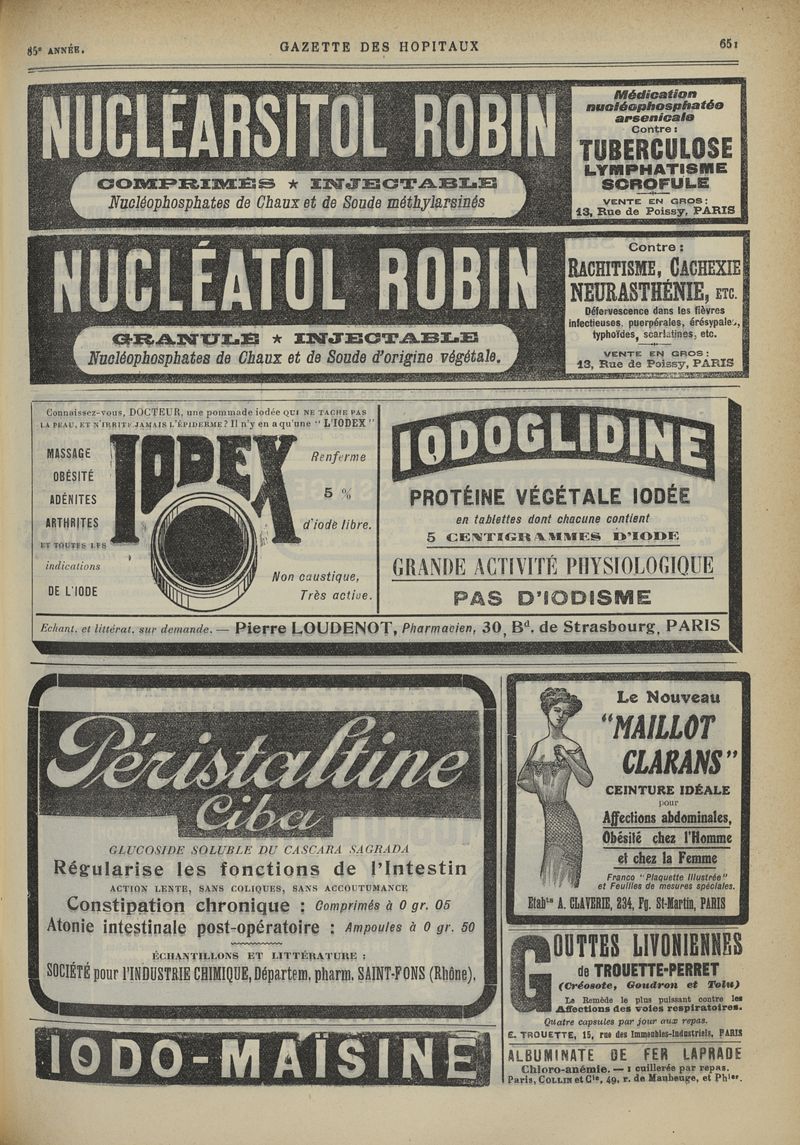 85e ANNÉE.
GAZETTE DES HOPITAUX
651
NUCLÉARSITOL ROBIN
COMPRIMÉS ★ INJECTABLE
Nucléophosphates de Chaux et de Soude méthylarsinés
Médication
nucléophosphatée
arsenicale
Contre :
TUBERCULOSE
LYMPHATISME
SCROFULE
VENTE EN GROS :
13, Rue de Poissy, PARIS
NUCLÉATOL ROBIN
GRANULÉ ★ INJECTABLE
Nucléophosphates de Chaux et de Soude d'origine végétale.
Contre :
RACHITISME, CACHEXIE
NEURASTHÉNIE, ETC.
Défervescence dans les fièvres
infectieuses, puerpérales, érésypales,
typhoïdes, scarlatines, etc.
VENTE EN GROS :
13, Rue de Poissy, PARIS
Connaissez-vous, DOCTEUR, une pommade iodée QUI NE TACHE PAS
LA PEAU, ET N'IRRITE JAMAIS L'ÉPIDERME ? Il n'y en a qu'une "L'IODEX"
MASSAGE
OBÉSITÉ
ADÉNITES
ARTHRITES
ET TOUTES LES
indications
DE L'IODE
IODEX
Renferme
5 %
d'iode libre.
Non caustique,
Très active.
IODOGLIDINE
PROTÉINE VÉGÉTALE IODÉE
en tablettes dont chacune contient
5 CENTIGRAMMES D'IODE
GRANDE ACTIVITÉ PHYSIOLOGIQUE
PAS D'IODISME
Echant. et littérat. sur demande. — Pierre LOUDENOT, Pharmacien, 30, Bd. de Strasbourg, PARIS
Péristaltine
Ciba
GLUCOSIDE SOLUBLE DU CASCARA SAGRADA
Régularise les fonctions de l'Intestin
ACTION LENTE, SANS COLIQUES, SANS ACCOUTUMANCE
Constipation chronique : Comprimés à 0 gr. 05
Atonie intestinale post-opératoire : Ampoules à 0 gr. 50
ÉCHANTILLONS ET LITTÉRATURE :
SOCIÉTÉ pour l'INDUSTRIE CHIMIQUE, Départem. pharm. SAINT-FONS (Rhône).
IODO-MAÏSINE
Le Nouveau
"MAILLOT
CLARANS"
CEINTURE IDÉALE
pour
Affections abdominales,
Obésité chez l'Homme
et chez la Femme
Franco "Plaquette Illustrée"
et Feuilles de mesures spéciales.
Etabts A. CLAVERIE, 234, Fg. St-Martin, PARIS
GOUTTES LIVONIENNES
de TROUETTE-PERRET
(Créosote, Goudron et Tolu)
Le Remède le plus puissant contre les
Affections des voies respiratoires.
Quatre capsules par jour aux repas.
E. TROUETTE, 15, rue des Immeubles-Industriels, PARIS
ALBUMINATE DE FER LAPRADE
Chloro-anémie. — 1 cuillerée par repas.
Paris, COLLIN et Cie, 49, r. de Maubeuge, et Phies.